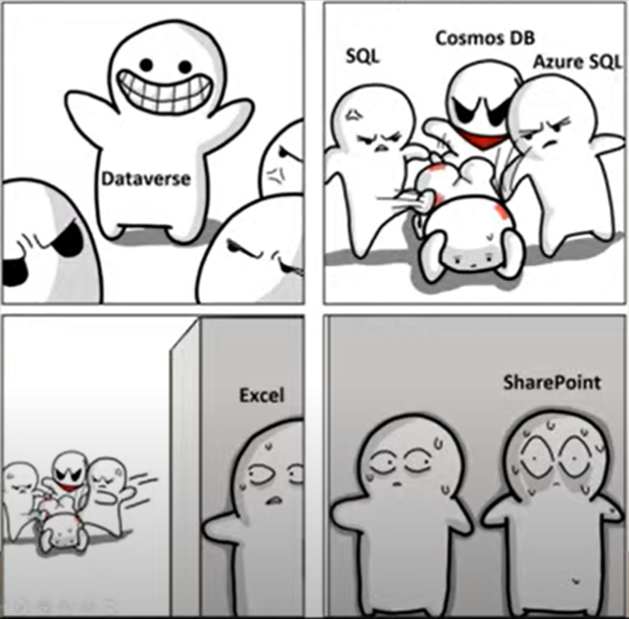 Dataverse
SQL
Cosmos DB
Azure SQL
Excel
SharePoint